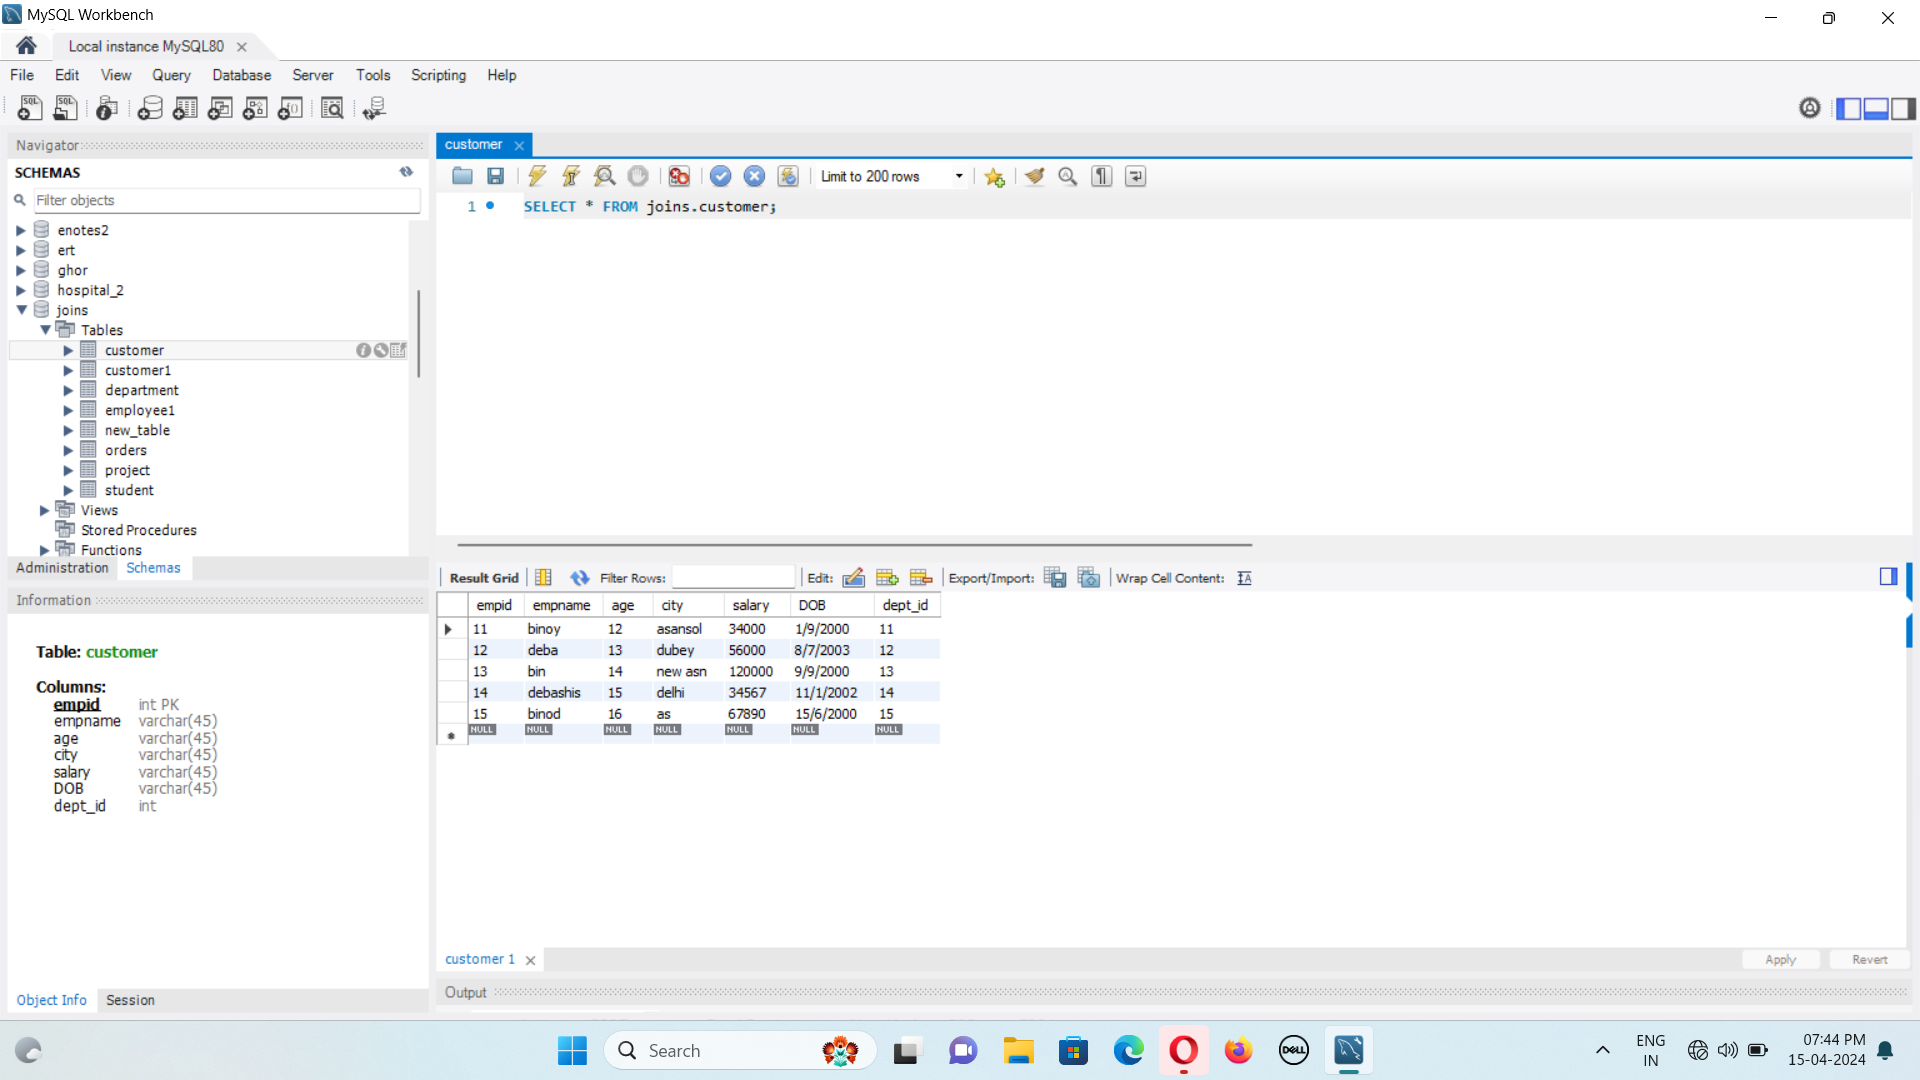 MySQL Workbench
Local instance MySQL80
File Edit View Query Database Server Tools Scripting Help
Navigator
SCHEMAS
Filter objects
enotes2
ert
ghor
hospital_2
joins
Tables
customer
customer1
department
employee1
new_table
orders
project
student
Views
Stored Procedures
Functions
Administration Schemas
Information
Table: customer
Columns:
empid int PK
empname varchar(45)
age varchar(45)
city varchar(45)
salary varchar(45)
DOB varchar(45)
dept_id int
Object Info Session
customer
Limit to 200 rows
1 SELECT * FROM joins.customer;
Result Grid Filter Rows: Edit: Export/Import: Wrap Cell Content:
empid empname age city salary DOB dept_id
11 binoy 12 asansol 34000 1/9/2000 11
12 deba 13 dubey 56000 8/7/2003 12
13 bin 14 new asn 120000 9/9/2000 13
14 debashis 15 delhi 34567 11/1/2002 14
15 binod 16 as 67890 15/6/2000 15
NULL NULL NULL NULL NULL NULL NULL
customer 1 Apply Revert
Output
Search
DELL
ENG
IN
07:44 PM
15-04-2024